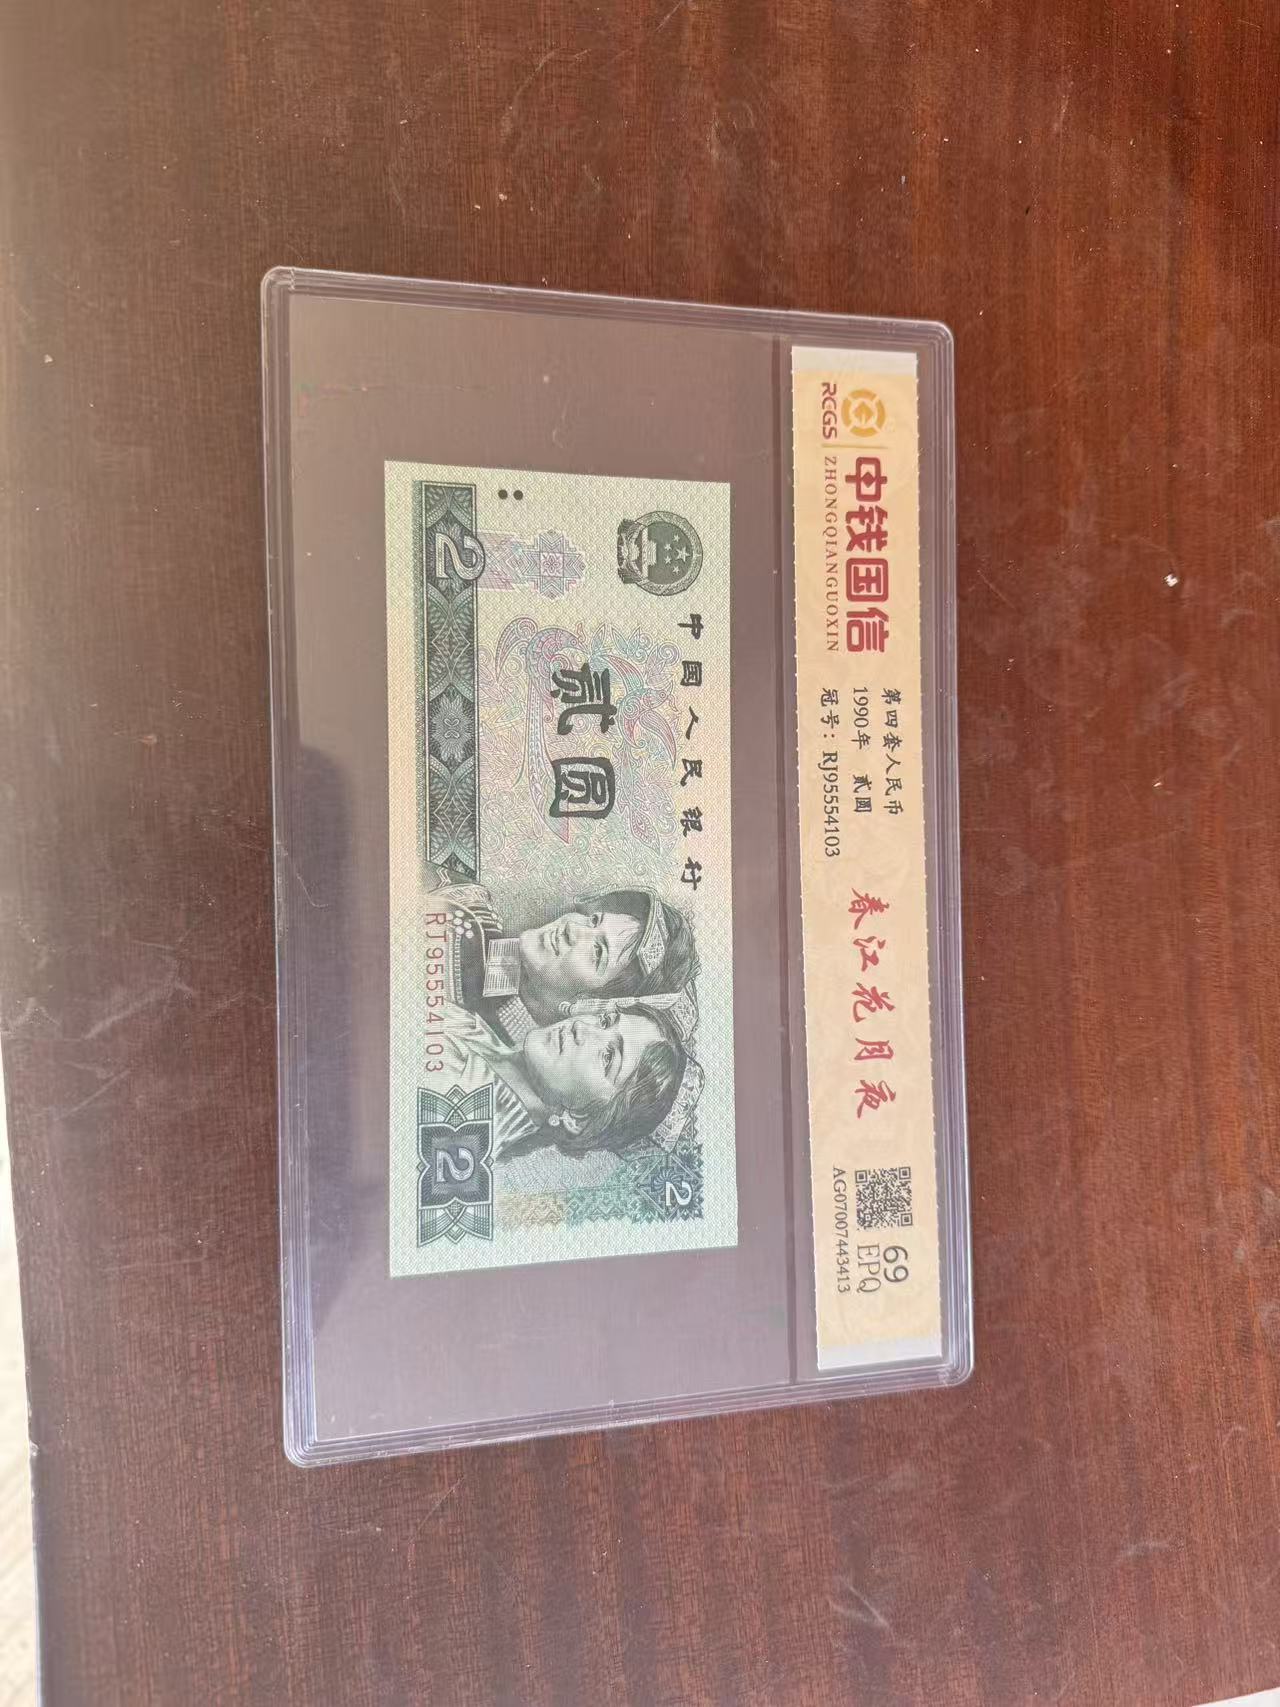 RCGS
中钱国信
ZHONGQIANGUOXIN
第四套人民币
1990年 贰圆
冠号：RJ95554103
春江花月夜
69
EPQ
AG07007443413
中国人民银行
贰圆
2
RJ95554103
2
2